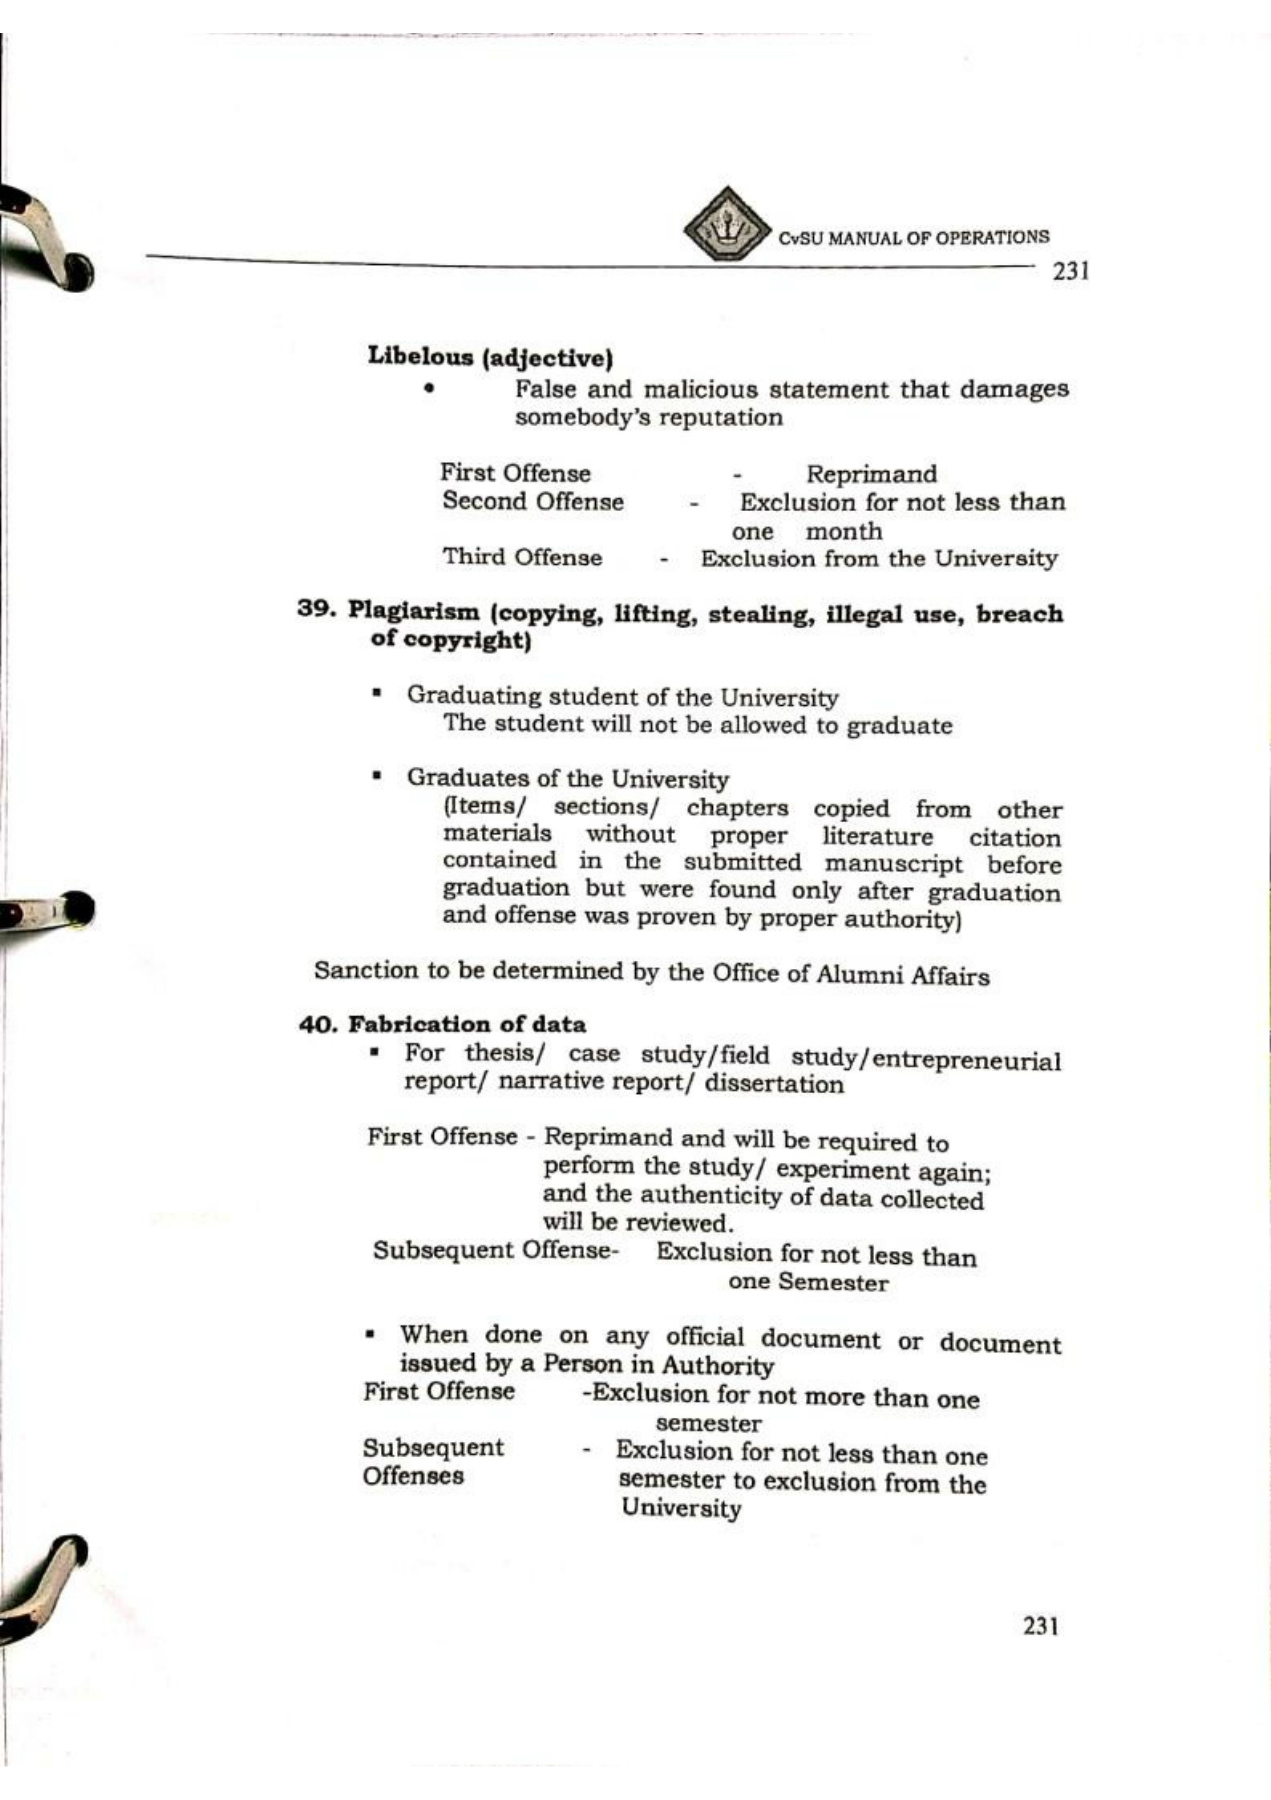 CvSU MANUAL OF OPERATIONS
231
Libelous (adjective)
• False and malicious statement that damages
somebody's reputation
First Offense - Reprimand
Second Offense - Exclusion for not less than
one month
Third Offense - Exclusion from the University
39. Plagiarism (copying, lifting, stealing, illegal use, breach
of copyright)
▪ Graduating student of the University
The student will not be allowed to graduate
▪ Graduates of the University
(Items/ sections/ chapters copied from other
materials without proper literature citation
contained in the submitted manuscript before
graduation but were found only after graduation
and offense was proven by proper authority)
Sanction to be determined by the Office of Alumni Affairs
40. Fabrication of data
▪ For thesis/ case study/field study/entrepreneurial
report/ narrative report/ dissertation
First Offense - Reprimand and will be required to
perform the study/ experiment again;
and the authenticity of data collected
will be reviewed.
Subsequent Offense- Exclusion for not less than
one Semester
▪ When done on any official document or document
issued by a Person in Authority
First Offense -Exclusion for not more than one
semester
Subsequent - Exclusion for not less than one
Offenses semester to exclusion from the
University
231